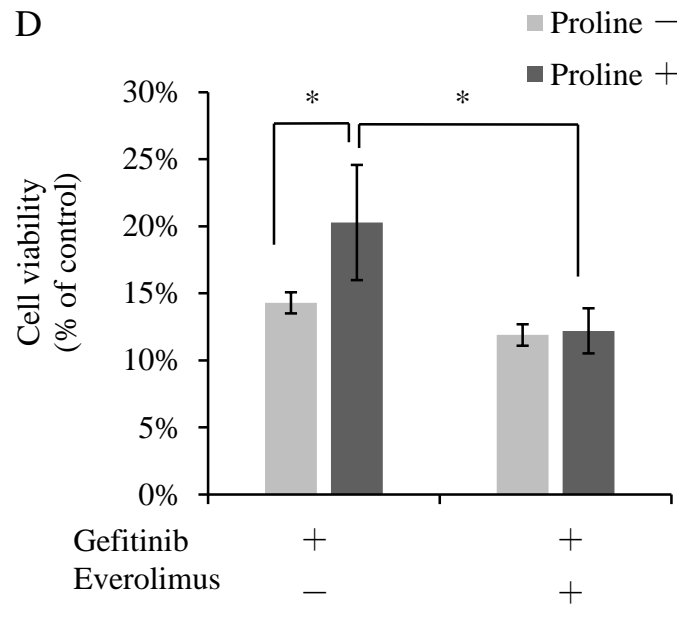 D
Proline −
Proline +
* *
30%
25%
20%
15%
10%
5%
0%
Cell viability
(% of control)
Gefitinib + +
Everolimus − +